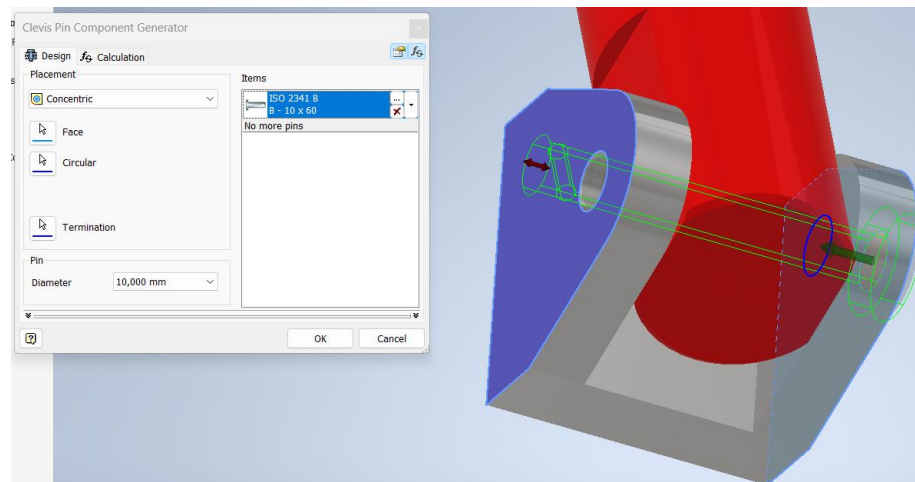 Clevis Pin Component Generator
Design
Calculation
Placement
Concentric
Face
Circular
Termination
Pin
Diameter
10,000 mm
Items
ISO 2341 B
B - 10 x 60
...
No more pins
OK
Cancel